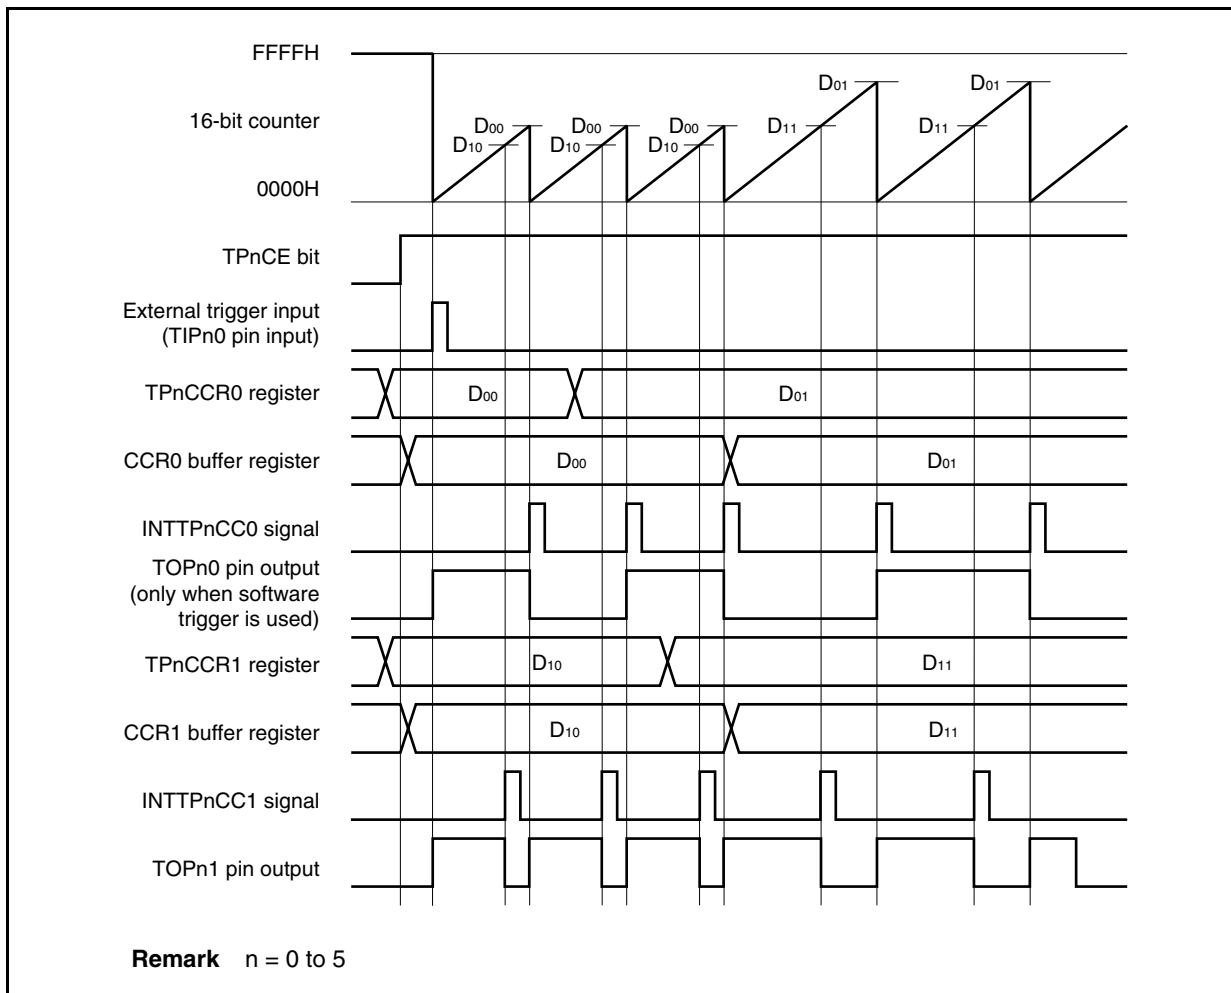 FFFFH
D01 D01
16-bit counter D00 D00 D00 D11 D11
D10 D10 D10
0000H
TPnCE bit
External trigger input
(TIPn0 pin input)
TPnCCR0 register D00 D01
CCR0 buffer register D00 D01
INTTPnCC0 signal
TOPn0 pin output
(only when software
trigger is used)
TPnCCR1 register D10 D11
CCR1 buffer register D10 D11
INTTPnCC1 signal
TOPn1 pin output
Remark n = 0 to 5